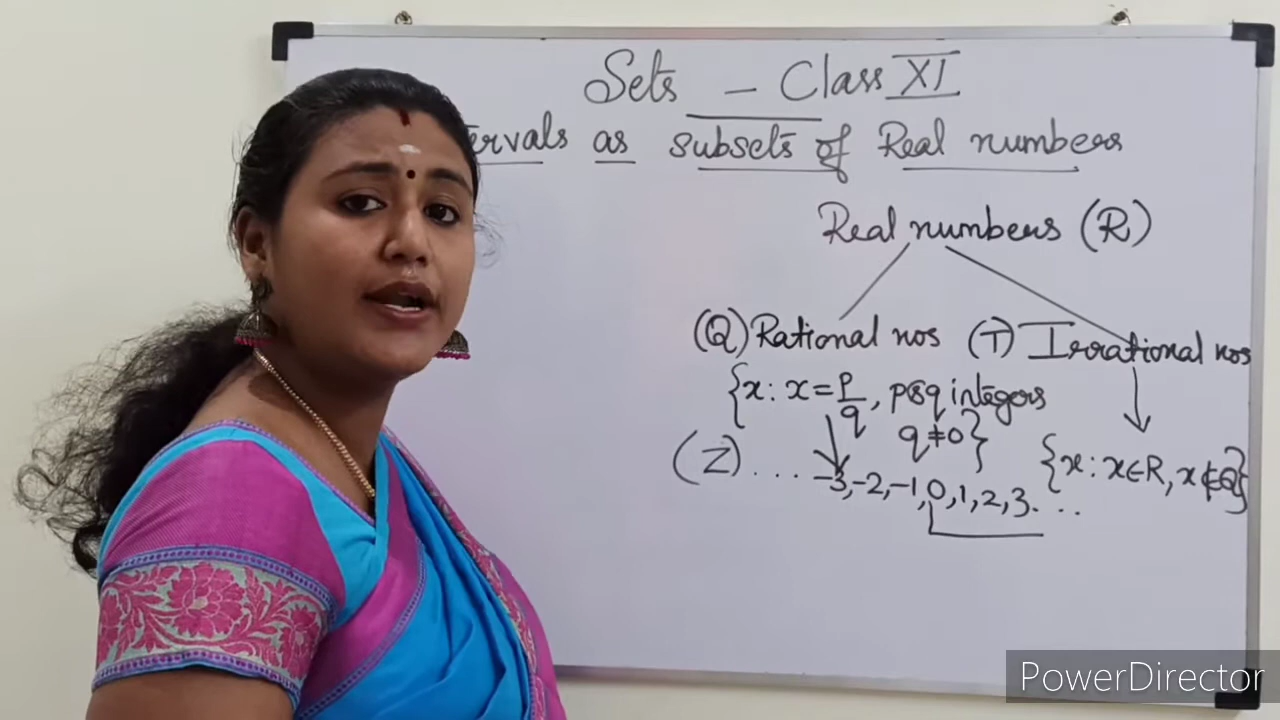 Sets – Class XI
ervals as subsets of Real numbers
Real numbers (R)
(Q) Rational nos (T) Irrational nos
{x : x = p/q, p & q integers
q ≠ 0}
{x : x ∈ R, x ∉ Q}
(Z) . . . -3, -2, -1, 0, 1, 2, 3. . .
PowerDirector